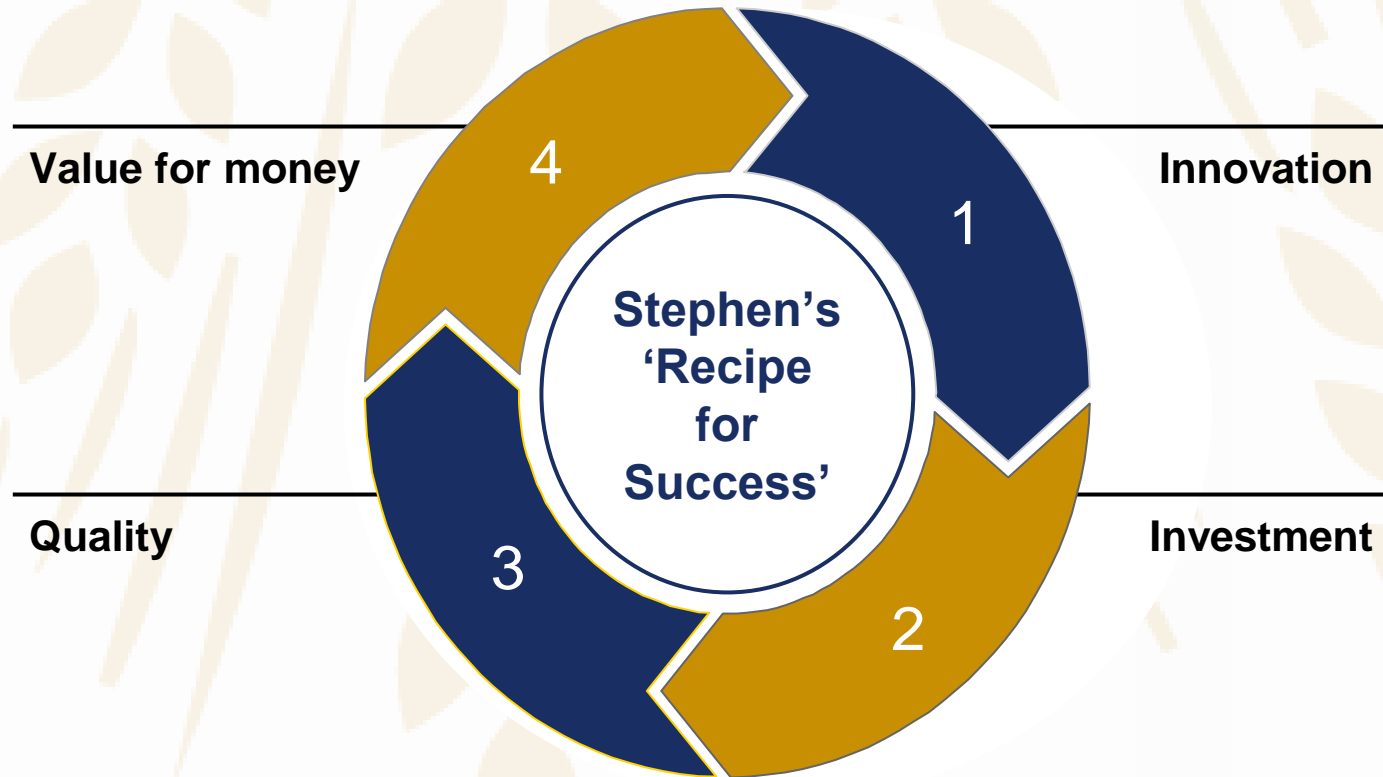 Value for money
4
Innovation
1
Stephen’s
‘Recipe
for
Success’
Quality
3
Investment
2